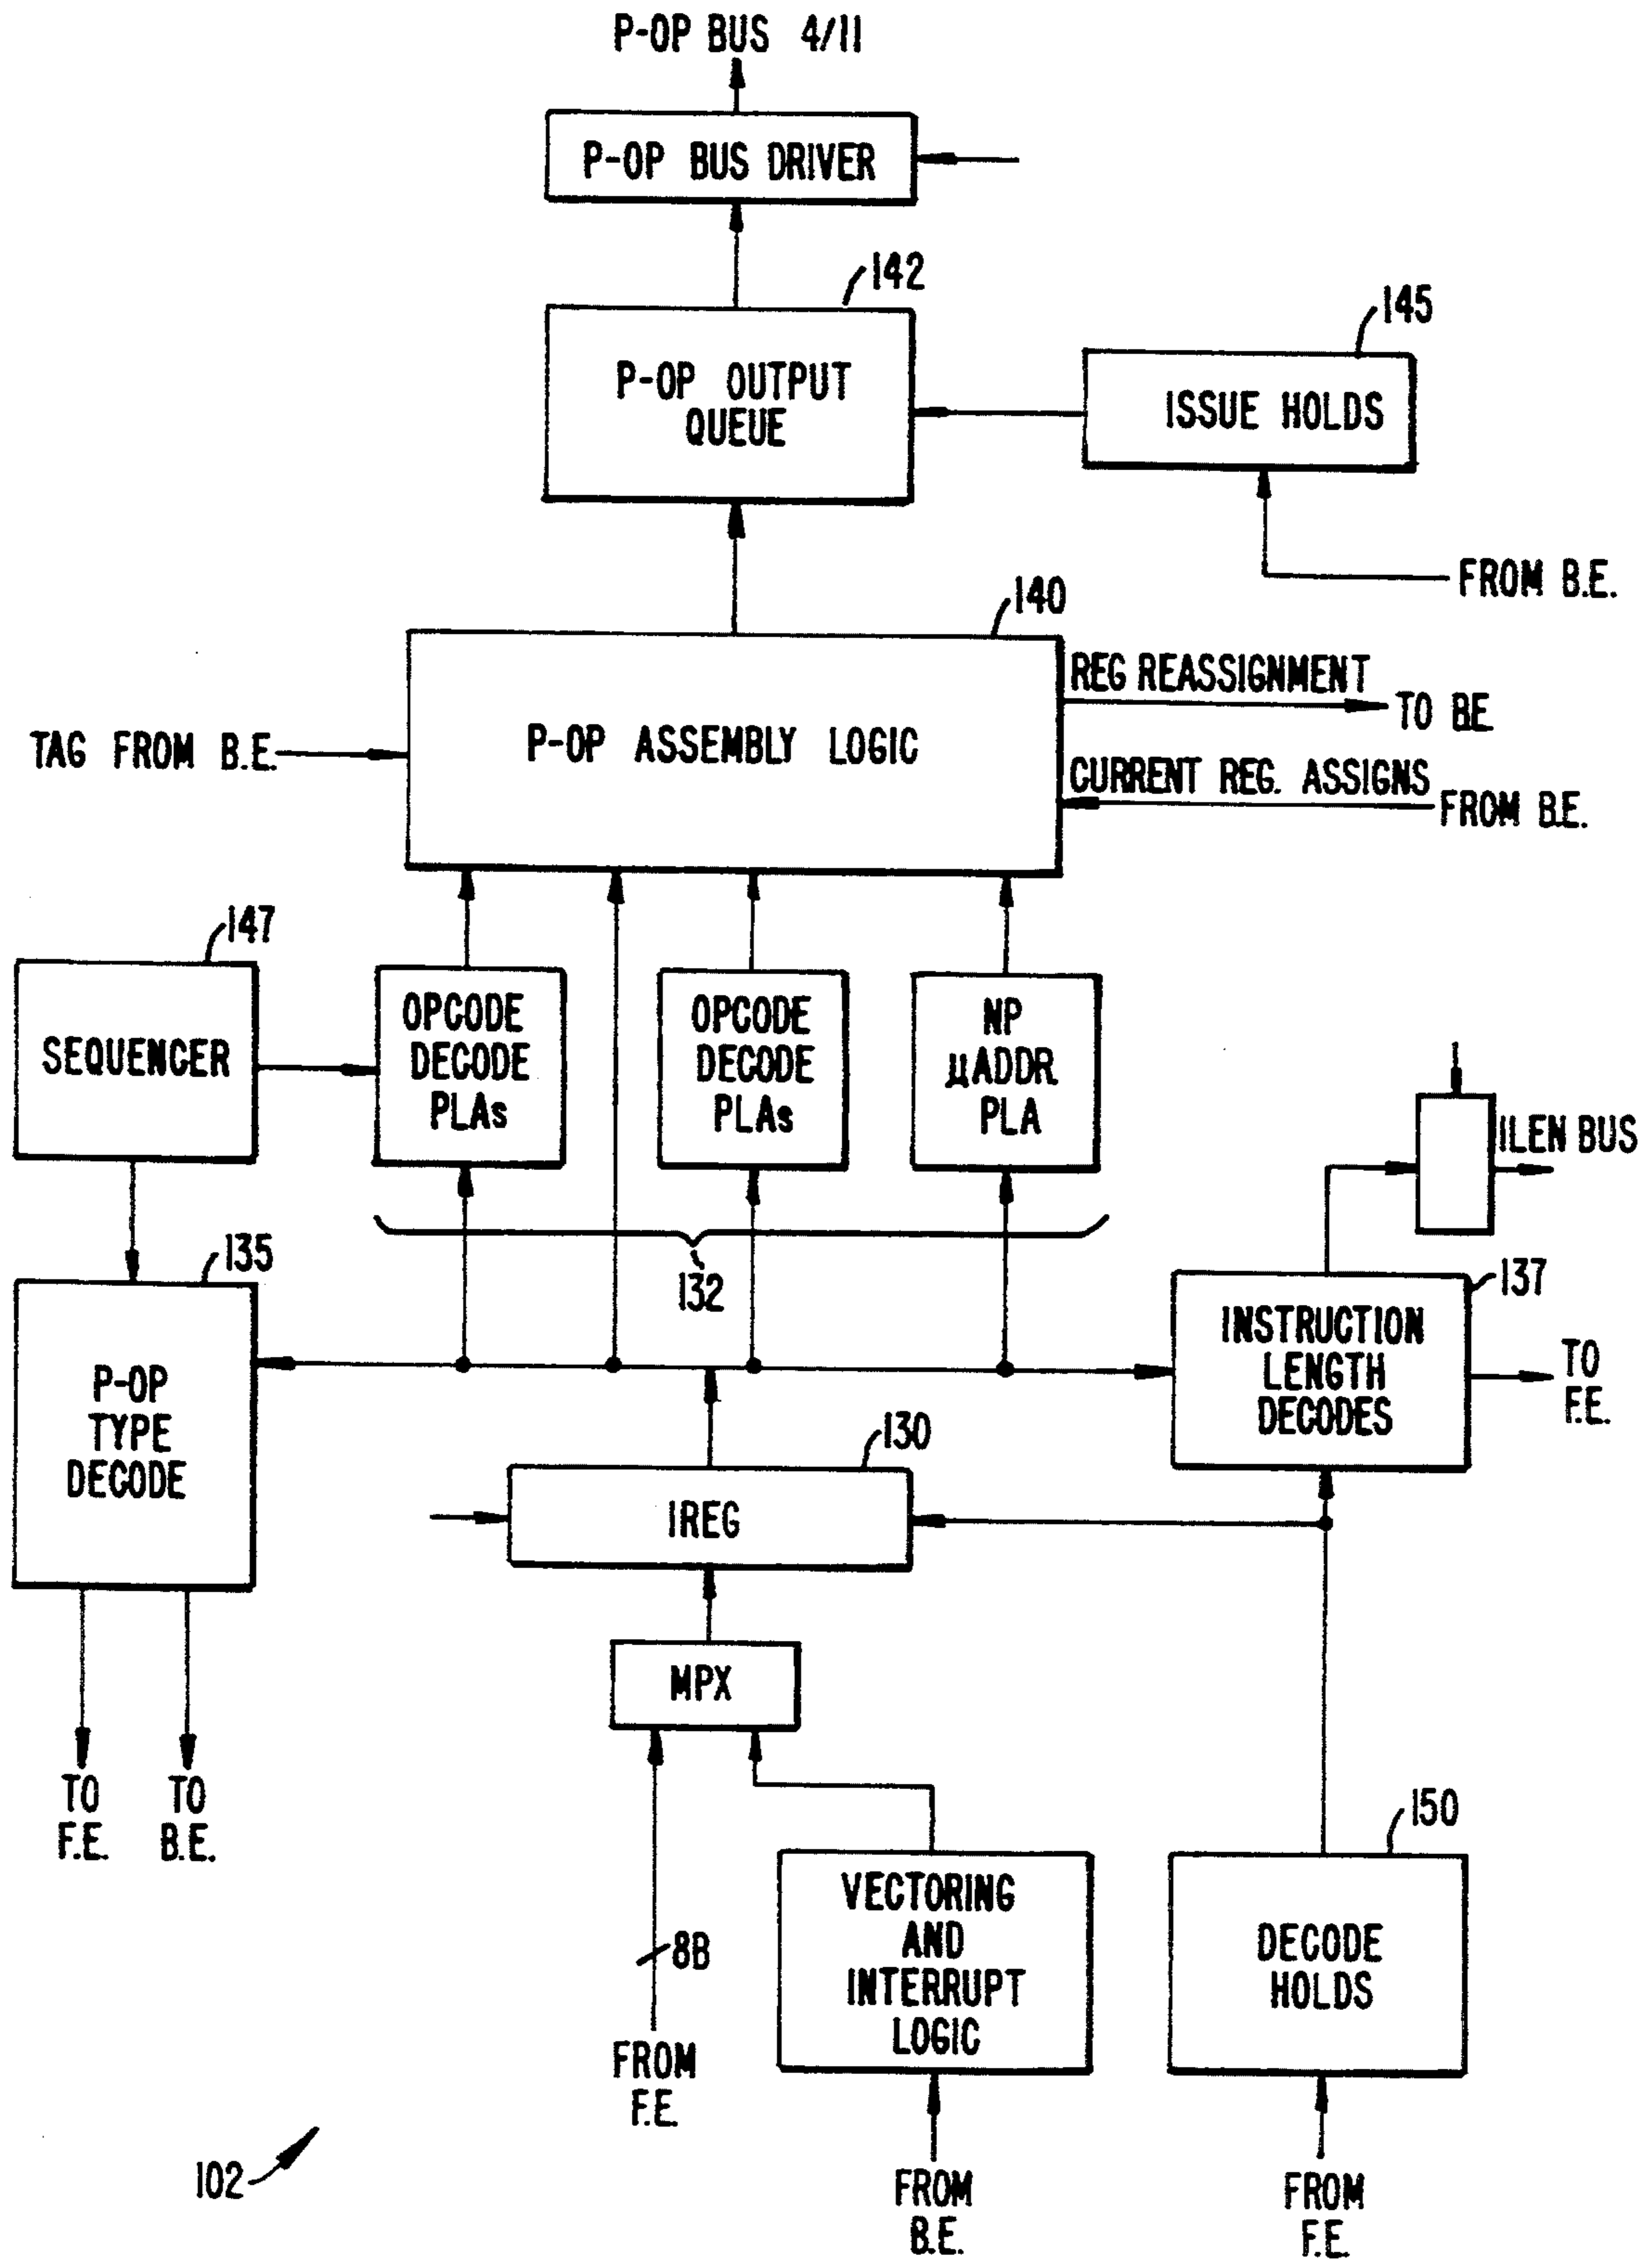 P-OP BUS 4/11
P-OP BUS DRIVER
142
P-OP OUTPUT
QUEUE
145
ISSUE HOLDS
FROM B.E.
140
P-OP ASSEMBLY LOGIC
REG REASSIGNMENT
TO B.E.
TAG FROM B.E.
CURRENT REG. ASSIGNS
FROM B.E.
147
SEQUENCER
OPCODE
DECODE
PLAs
OPCODE
DECODE
PLAs
NP
µADDR.
PLA
ILEN BUS
132
135
P-OP
TYPE
DECODE
137
INSTRUCTION
LENGTH
DECODES
TO
F.E.
130
IREG
MPX
TO
F.E.
TO
B.E.
8B
FROM
F.E.
VECTORING
AND
INTERRUPT
LOGIC
FROM
B.E.
150
DECODE
HOLDS
FROM
F.E.
102